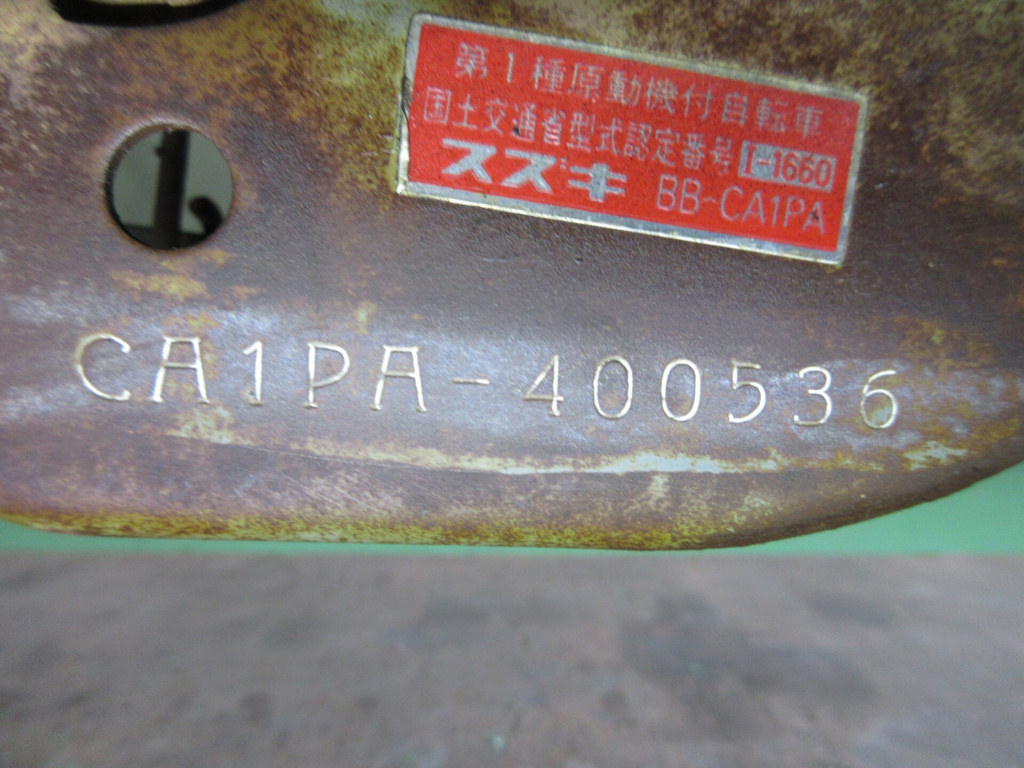 第1種原動機付自転車
国土交通省型式認定番号 I-1660
スズキ BB-CA1PA
CA1PA-400536